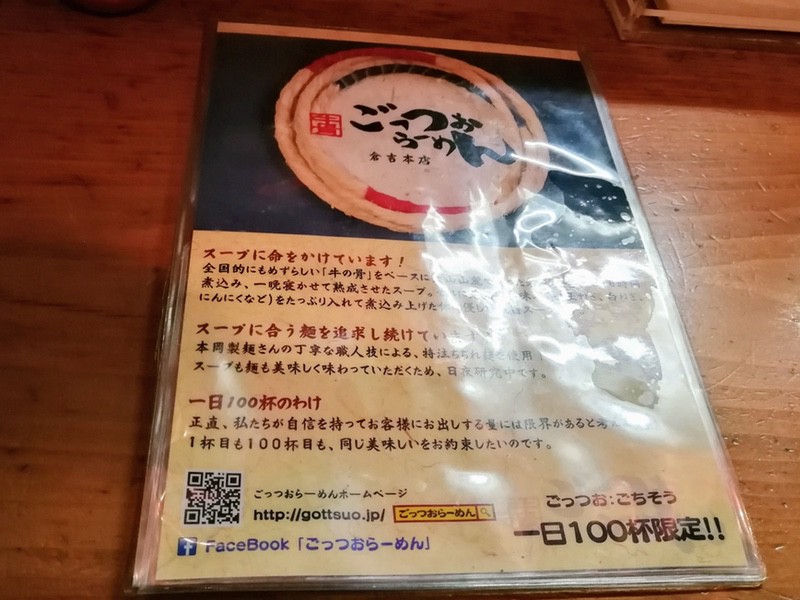 牛骨
ごっつお
らーめん
倉吉本店
スープに命をかけています!
全国的にもめずらしい「牛の骨」をベースに
煮込み、一晩寝かせて熟成させたスープ。
にんにくなど)をたっぷり入れて煮込み上げた
スープに合う麺を追求し続けています
本岡製麺さんの丁寧な職人技による、特注ちぢれ麺を使用!
スープも麺も美味しく味わっていただくため、日夜研究中です。
一日100杯のわけ
正直、私たちが自信を持ってお客様にお出しする量には限界があると考え
1杯目も100杯目も、同じ美味しいをお約束したいのです。
ごっつおらーめんホームページ
http://gottsuo.jp/ ごっつおらーめん
FaceBook「ごっつおらーめん」
ごっつお:ごちそう
一日100杯限定!!